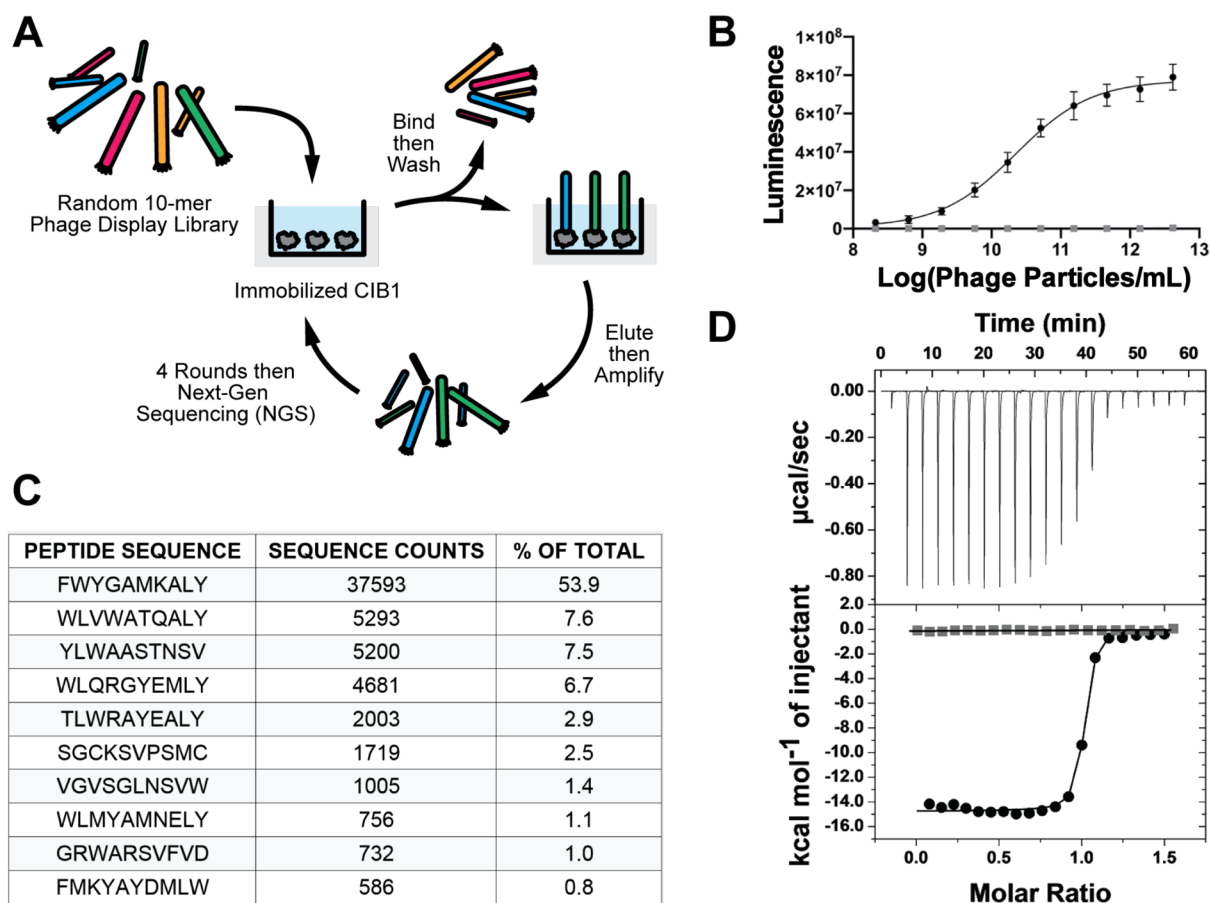 A
Random 10-mer
Phage Display Library
Immobilized CIB1
Bind
then
Wash
Elute
then
Amplify
4 Rounds then
Next-Gen
Sequencing (NGS)
B
Luminescence
1×10⁸
8×10⁷
6×10⁷
4×10⁷
2×10⁷
0
8 9 10 11 12 13
Log(Phage Particles/mL)
C
PEPTIDE SEQUENCE SEQUENCE COUNTS % OF TOTAL
FWYGAMKALY 37593 53.9
WLVWATQALY 5293 7.6
YLWAASTNSV 5200 7.5
WLQRGYEMLY 4681 6.7
TLWRAYEALY 2003 2.9
SGCKSVPSMC 1719 2.5
VGVSGLNSVW 1005 1.4
WLMYAMNELY 756 1.1
GRWARSVFVD 732 1.0
FMKYAYDMLW 586 0.8
D
Time (min)
0 10 20 30 40 50 60
µcal/sec
0.00
-0.20
-0.40
-0.60
-0.80
2.0
kcal mol⁻¹ of injectant
0.0
-2.0
-4.0
-6.0
-8.0
-10.0
-12.0
-14.0
-16.0
0.0 0.5 1.0 1.5
Molar Ratio